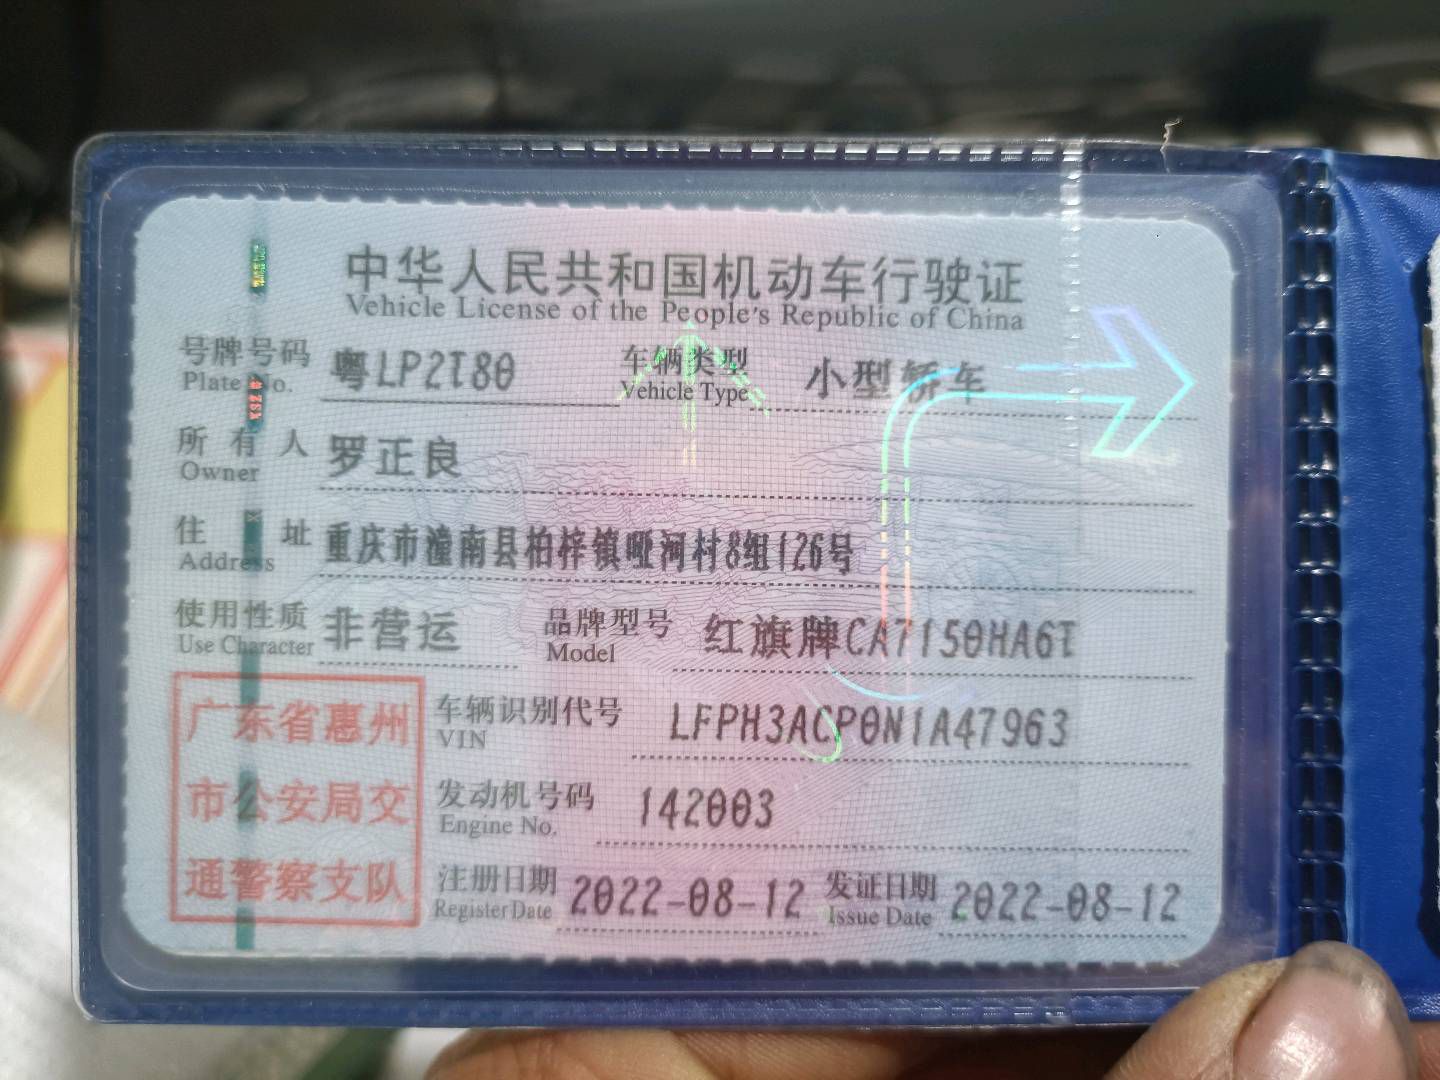 中华人民共和国机动车行驶证
Vehicle License of the People's Republic of China
号牌号码 粤LP2T80 车辆类型 小型轿车
Plate No. Vehicle Type
所有人 罗正良
Owner
住址 重庆市潼南县柏梓镇哑河村8组126号
Address
使用性质 非营运 品牌型号 红旗牌CA7150HA6T
Use Character Model
广东省惠州
市公安局交
通警察支队
车辆识别代号 LFPH3ACP0N1A47963
VIN
发动机号码 142003
Engine No.
注册日期 2022-08-12 发证日期 2022-08-12
Register Date Issue Date